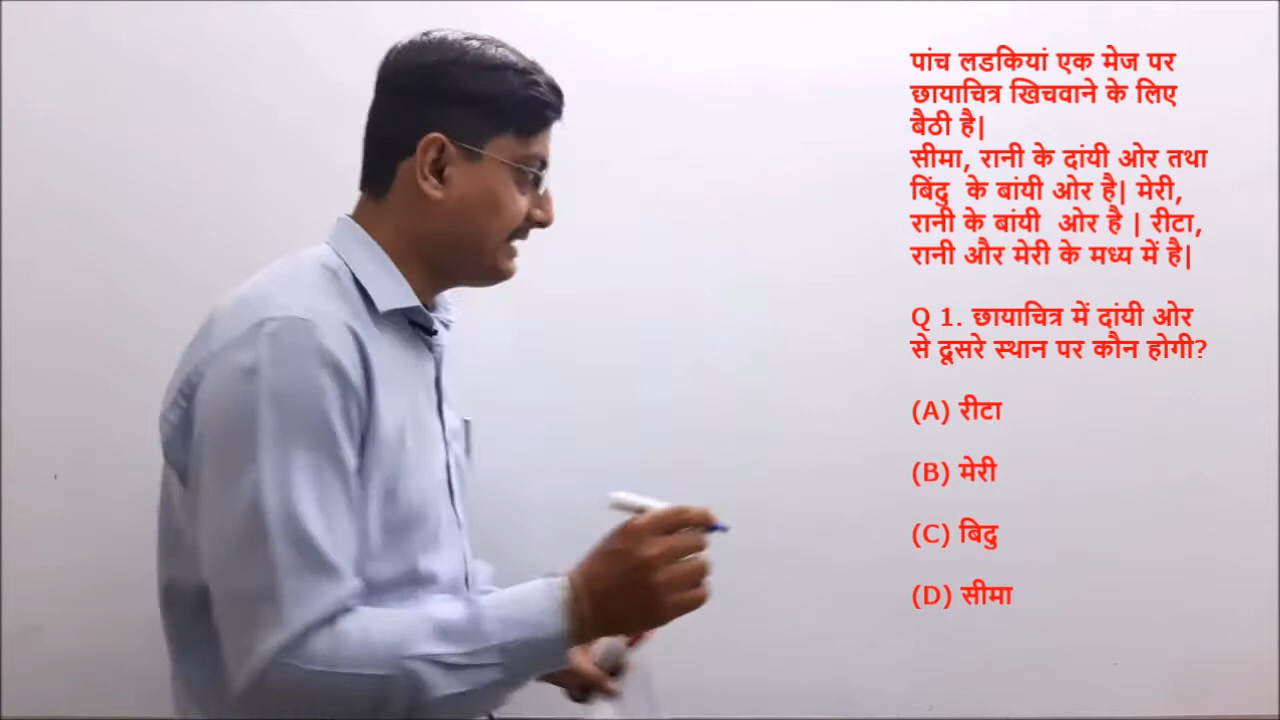 पांच लडकियां एक मेज पर
छायाचित्र खिचवाने के लिए
बैठी है|
सीमा, रानी के दांयी ओर तथा
बिंदु के बांयी ओर है| मेरी,
रानी के बांयी ओर है | रीटा,
रानी और मेरी के मध्य में है|
Q 1. छायाचित्र में दांयी ओर
से दूसरे स्थान पर कौन होगी?
(A) रीटा
(B) मेरी
(C) बिदु
(D) सीमा